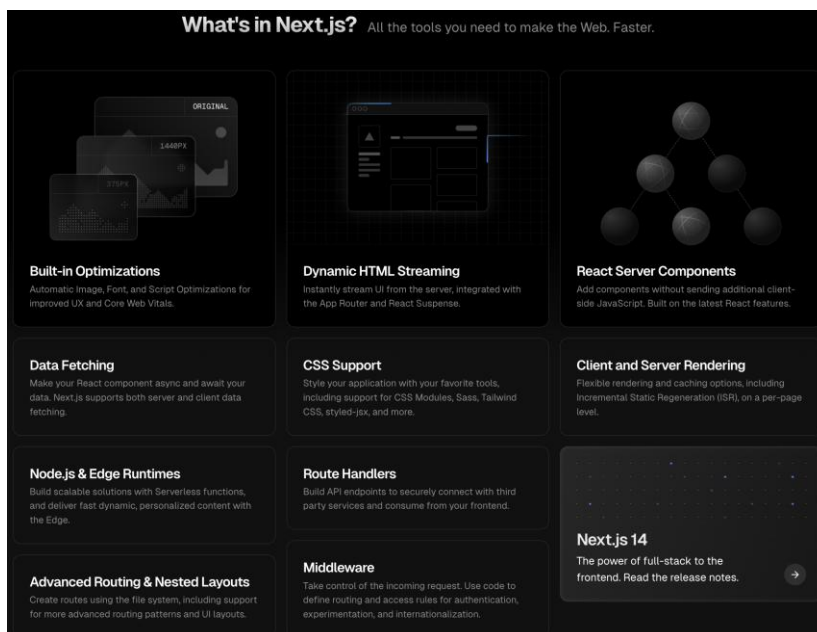 What's in Next.js? All the tools you need to make the Web. Faster.
ORIGINAL
1440PX
375PX
Built-in Optimizations
Automatic Image, Font, and Script Optimizations for
improved UX and Core Web Vitals.
Dynamic HTML Streaming
Instantly stream UI from the server, integrated with
the App Router and React Suspense.
React Server Components
Add components without sending additional client-
side JavaScript. Built on the latest React features.
Data Fetching
Make your React component async and await your
data. Next.js supports both server and client data
fetching.
CSS Support
Style your application with your favorite tools,
including support for CSS Modules, Sass, Tailwind
CSS, styled-jsx, and more.
Client and Server Rendering
Flexible rendering and caching options, including
Incremental Static Regeneration (ISR), on a per-page
level.
Node.js & Edge Runtimes
Build scalable solutions with Serverless functions,
and deliver fast dynamic, personalized content with
the Edge.
Route Handlers
Build API endpoints to securely connect with third
party services and consume from your frontend.
Next.js 14
The power of full-stack to the
frontend. Read the release notes.
Advanced Routing & Nested Layouts
Create routes using the file system, including support
for more advanced routing patterns and UI layouts.
Middleware
Take control of the incoming request. Use code to
define routing and access rules for authentication,
experimentation, and internationalization.